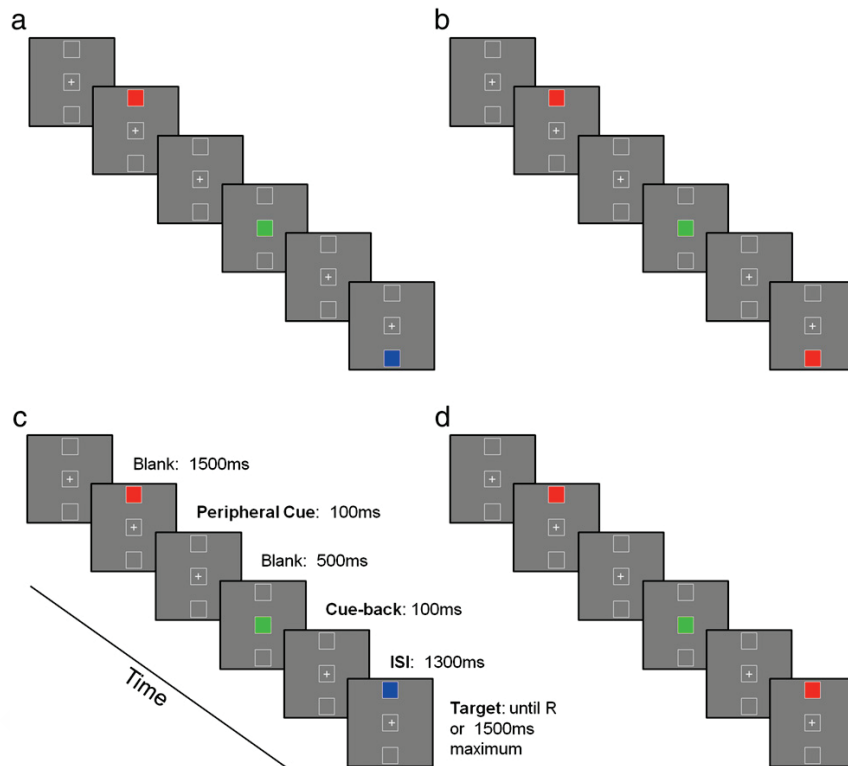 a
b
c
Blank: 1500ms
Peripheral Cue: 100ms
Blank: 500ms
Cue-back: 100ms
ISI: 1300ms
Target: until R
or 1500ms
maximum
Time
d